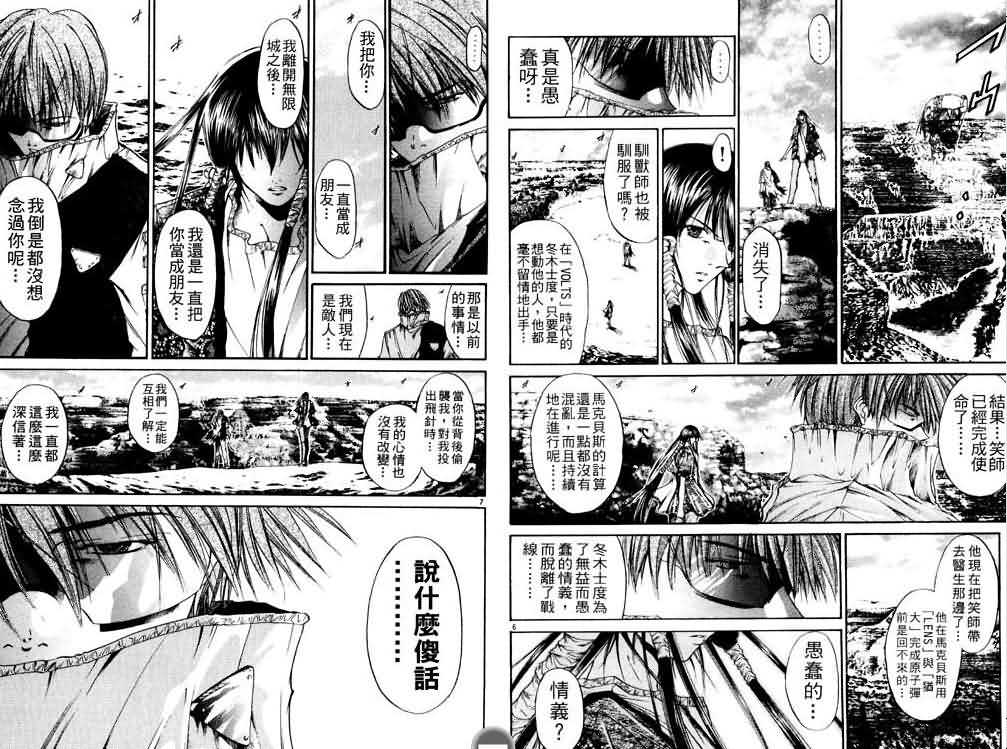 ……
……
消失了…
！
真是愚
蠢呀…
馴獸師也被
馴服了嗎？
在「VOLTS」時代的
冬木士度，只要是
想動他的人，他都
毫不留情地出手…
結果，笑師
已經完成使
命了…
馬克貝斯的計算
還是一點都沒有
混亂，而且持續
地在進行呢…
他現在把笑師帶
去醫生那邊了…
他在馬克貝斯用
「LENS」與「猶
大」完成原子彈
前是回不來的…
冬木士度為
了無益而愚
蠢的情義，
而脫離了戰
線…
愚蠢的…
情義？
6
我把你…
一直當成
朋友…
我離開無限
城之後…
我還是一直把
你當成朋友…
我倒是都沒想
念過你呢…
那是以前
的事情…
我們現在
是敵人…
當你從背後偷
襲我，對我投
出飛針時…
我的心情也
沒有改變…
我們一定能
互相了解…
我一直都
這麼這麼
深信著…
7
說什麼傻話
………